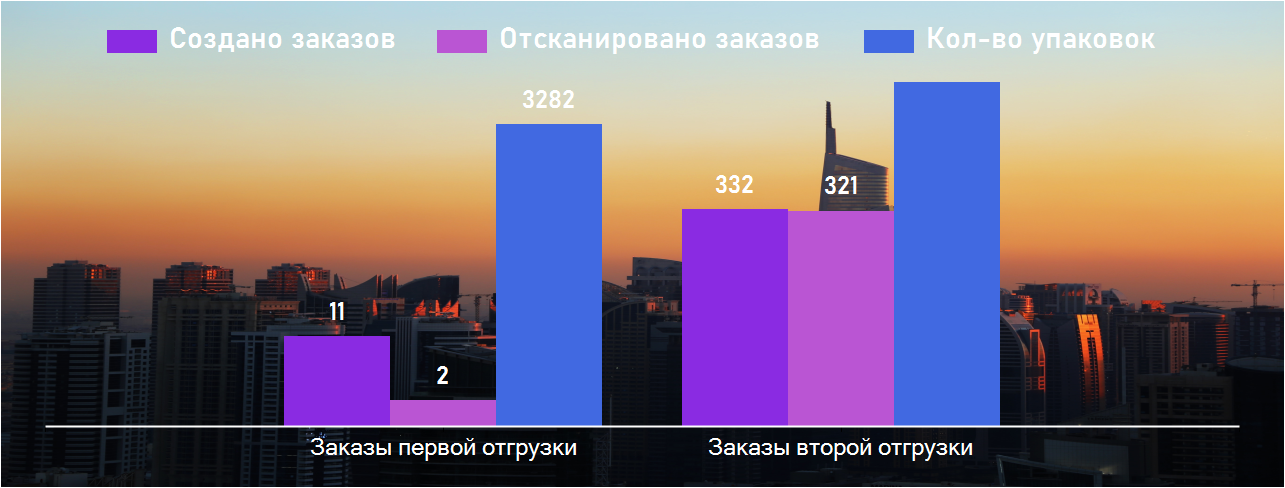 Создано заказов Отсканировано заказов Кол-во упаковок
3282
332 321
11
2
Заказы первой отгрузки Заказы второй отгрузки